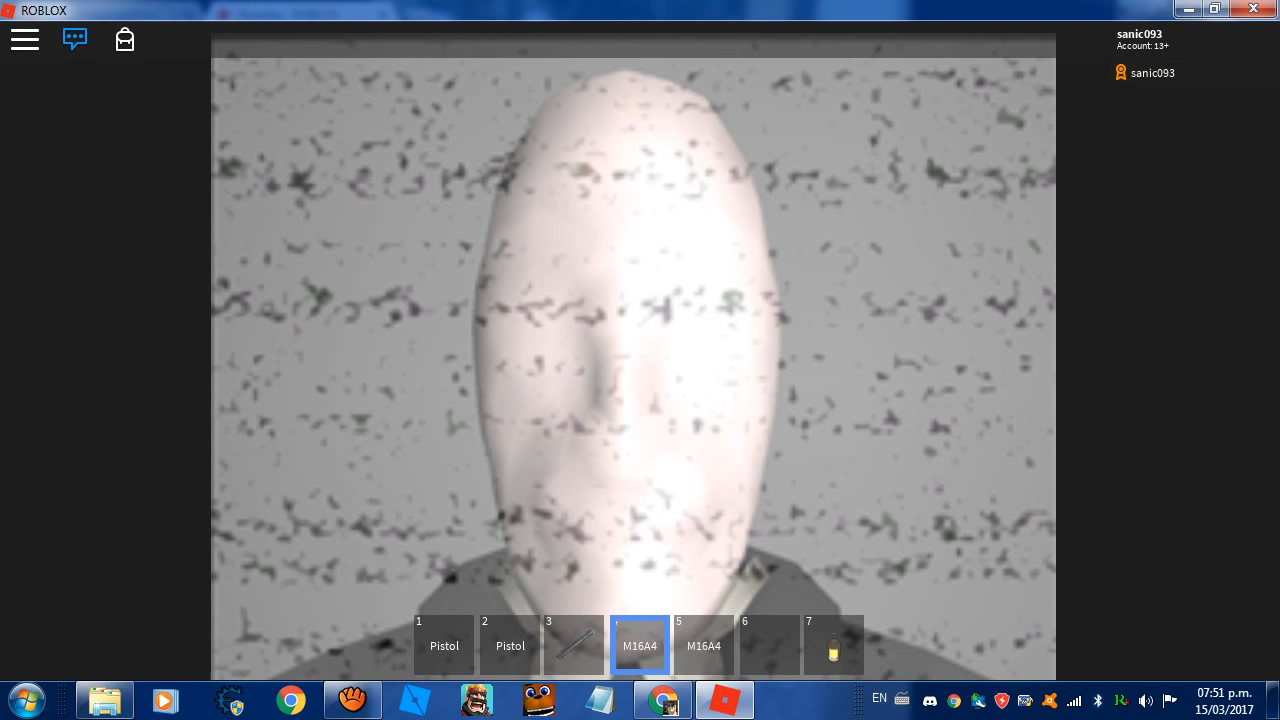 ROBLOX
sanic093
Account: 13+
sanic093
1
2
3
5
6
7
Pistol
Pistol
M16A4
M16A4
EN
07:51 p.m.
15/03/2017